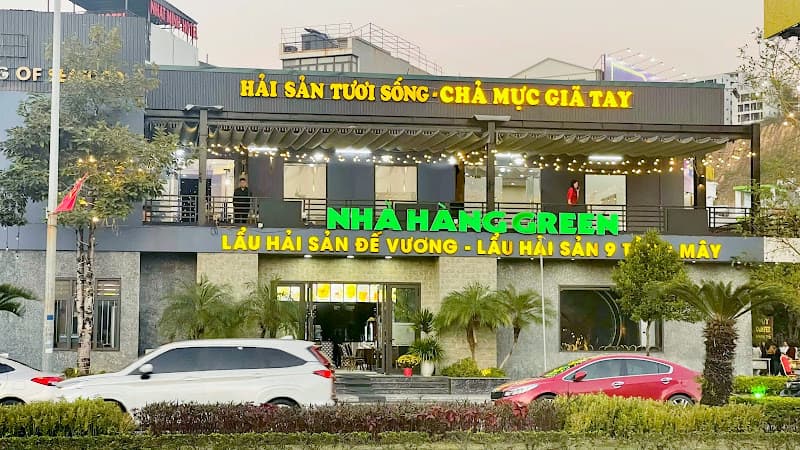 HẢI SẢN TƯƠI SỐNG - CHẢ MỰC GIÃ TAY
NHÀ HÀNG GREEN
LẨU HẢI SẢN ĐẾ VƯƠNG - LẨU HẢI SẢN 9 MÂY
OF